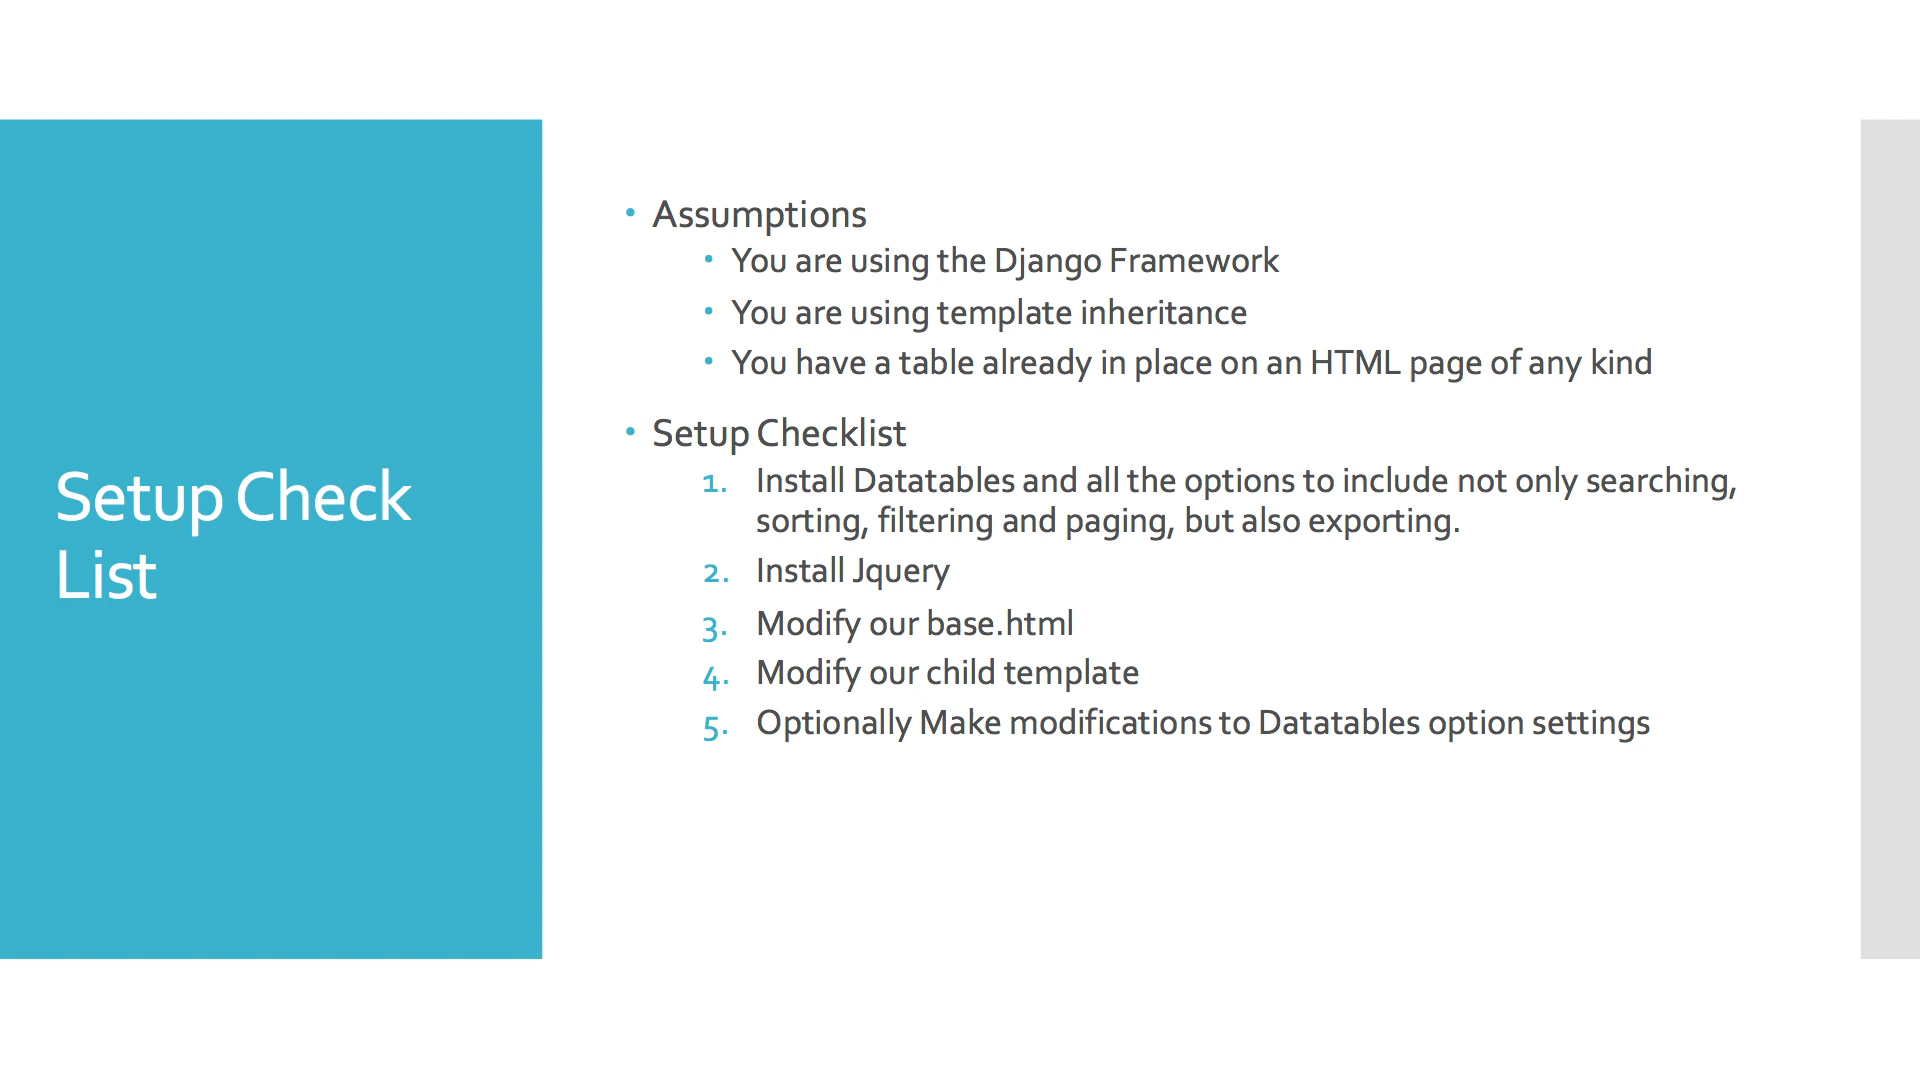 Setup Check
List
• Assumptions
• You are using the Django Framework
• You are using template inheritance
• You have a table already in place on an HTML page of any kind
• Setup Checklist
1. Install Datatables and all the options to include not only searching,
sorting, filtering and paging, but also exporting.
2. Install Jquery
3. Modify our base.html
4. Modify our child template
5. Optionally Make modifications to Datatables option settings